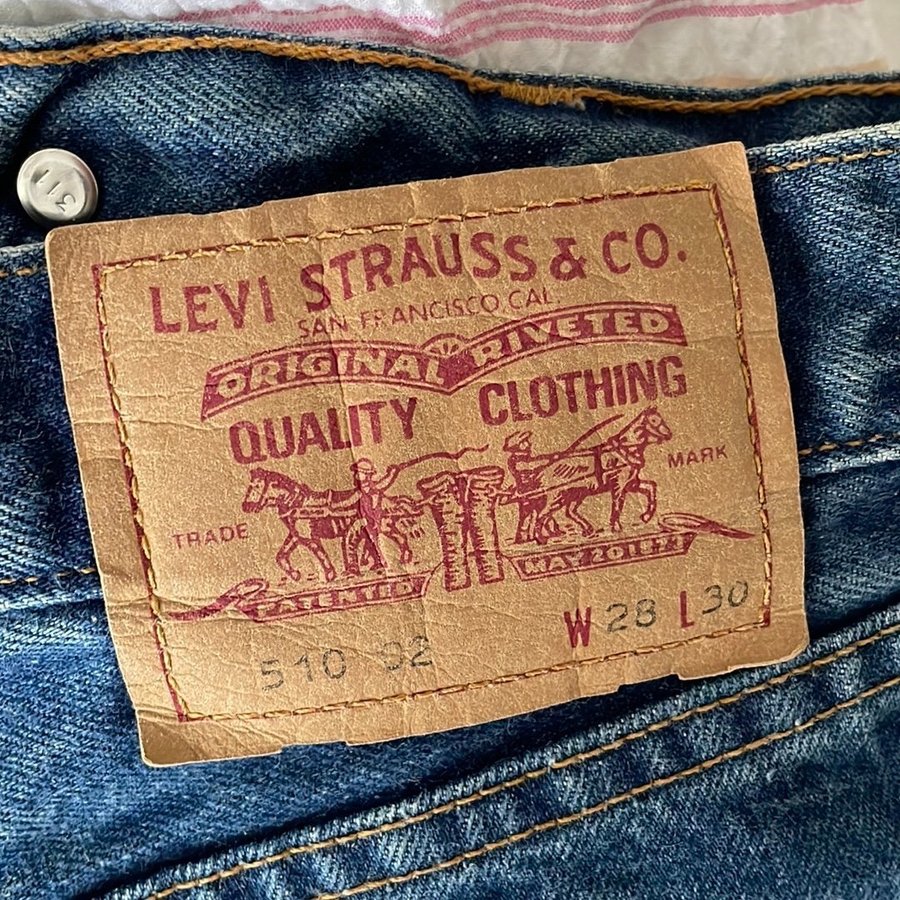 311
LEVI STRAUSS & CO.
SAN FRANCISCO CAL.
ORIGINAL RIVETED
QUALITY CLOTHING
TRADE MARK
PATENTED MAY 20 1873
510 02
W 28 L 30